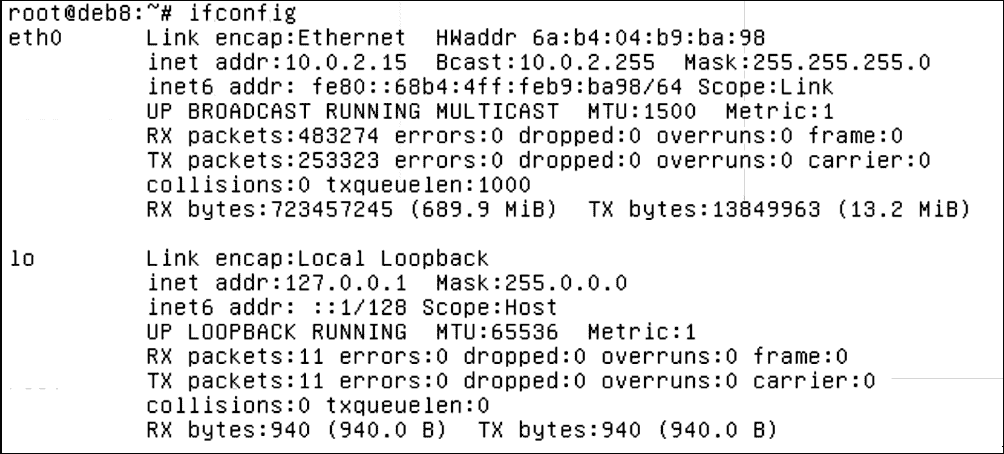 root@deb8:~# ifconfig
eth0      Link encap:Ethernet  HWaddr 6a:b4:04:b9:ba:98
          inet addr:10.0.2.15  Bcast:10.0.2.255  Mask:255.255.255.0
          inet6 addr: fe80::68b4:4ff:feb9:ba98/64 Scope:Link
          UP BROADCAST RUNNING MULTICAST  MTU:1500  Metric:1
          RX packets:483274 errors:0 dropped:0 overruns:0 frame:0
          TX packets:253323 errors:0 dropped:0 overruns:0 carrier:0
          collisions:0 txqueuelen:1000
          RX bytes:723457245 (689.9 MiB)  TX bytes:13849963 (13.2 MiB)

lo        Link encap:Local Loopback
          inet addr:127.0.0.1  Mask:255.0.0.0
          inet6 addr: ::1/128 Scope:Host
          UP LOOPBACK RUNNING  MTU:65536  Metric:1
          RX packets:11 errors:0 dropped:0 overruns:0 frame:0
          TX packets:11 errors:0 dropped:0 overruns:0 carrier:0
          collisions:0 txqueuelen:0
          RX bytes:940 (940.0 B)  TX bytes:940 (940.0 B)